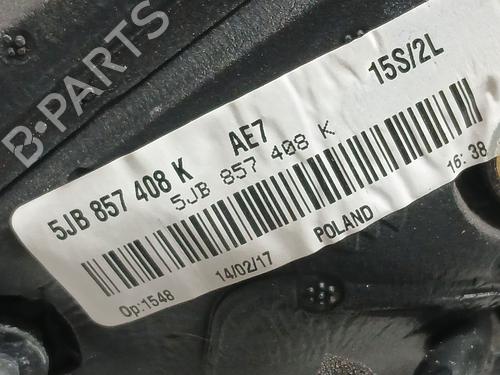 B-PARTS
15S/2L
5JB 857 408 K AE7
5JB 857 408 K
16: 38
Op:1548 14/02/17 POLAND